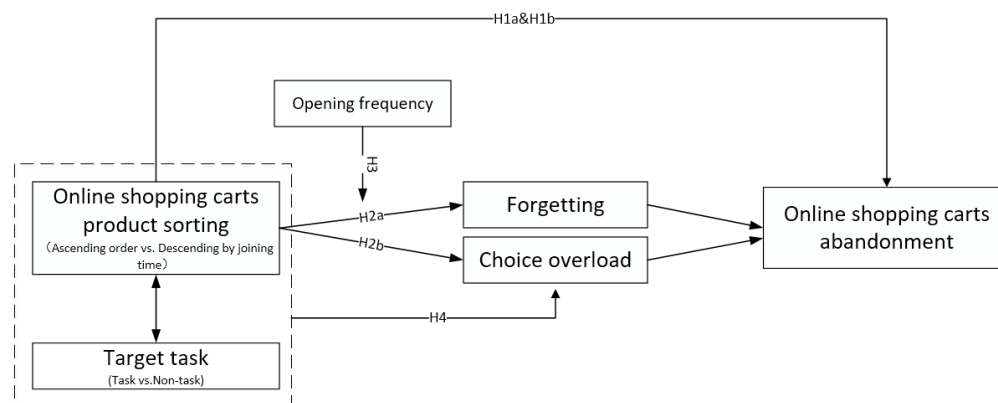 H1a&H1b
Opening frequency
H3
Online shopping carts
product sorting
（Ascending order vs. Descending by joining
time）
H2a
H2b
Forgetting
Choice overload
Online shopping carts
abandonment
H4
Target task
(Task vs.Non-task)